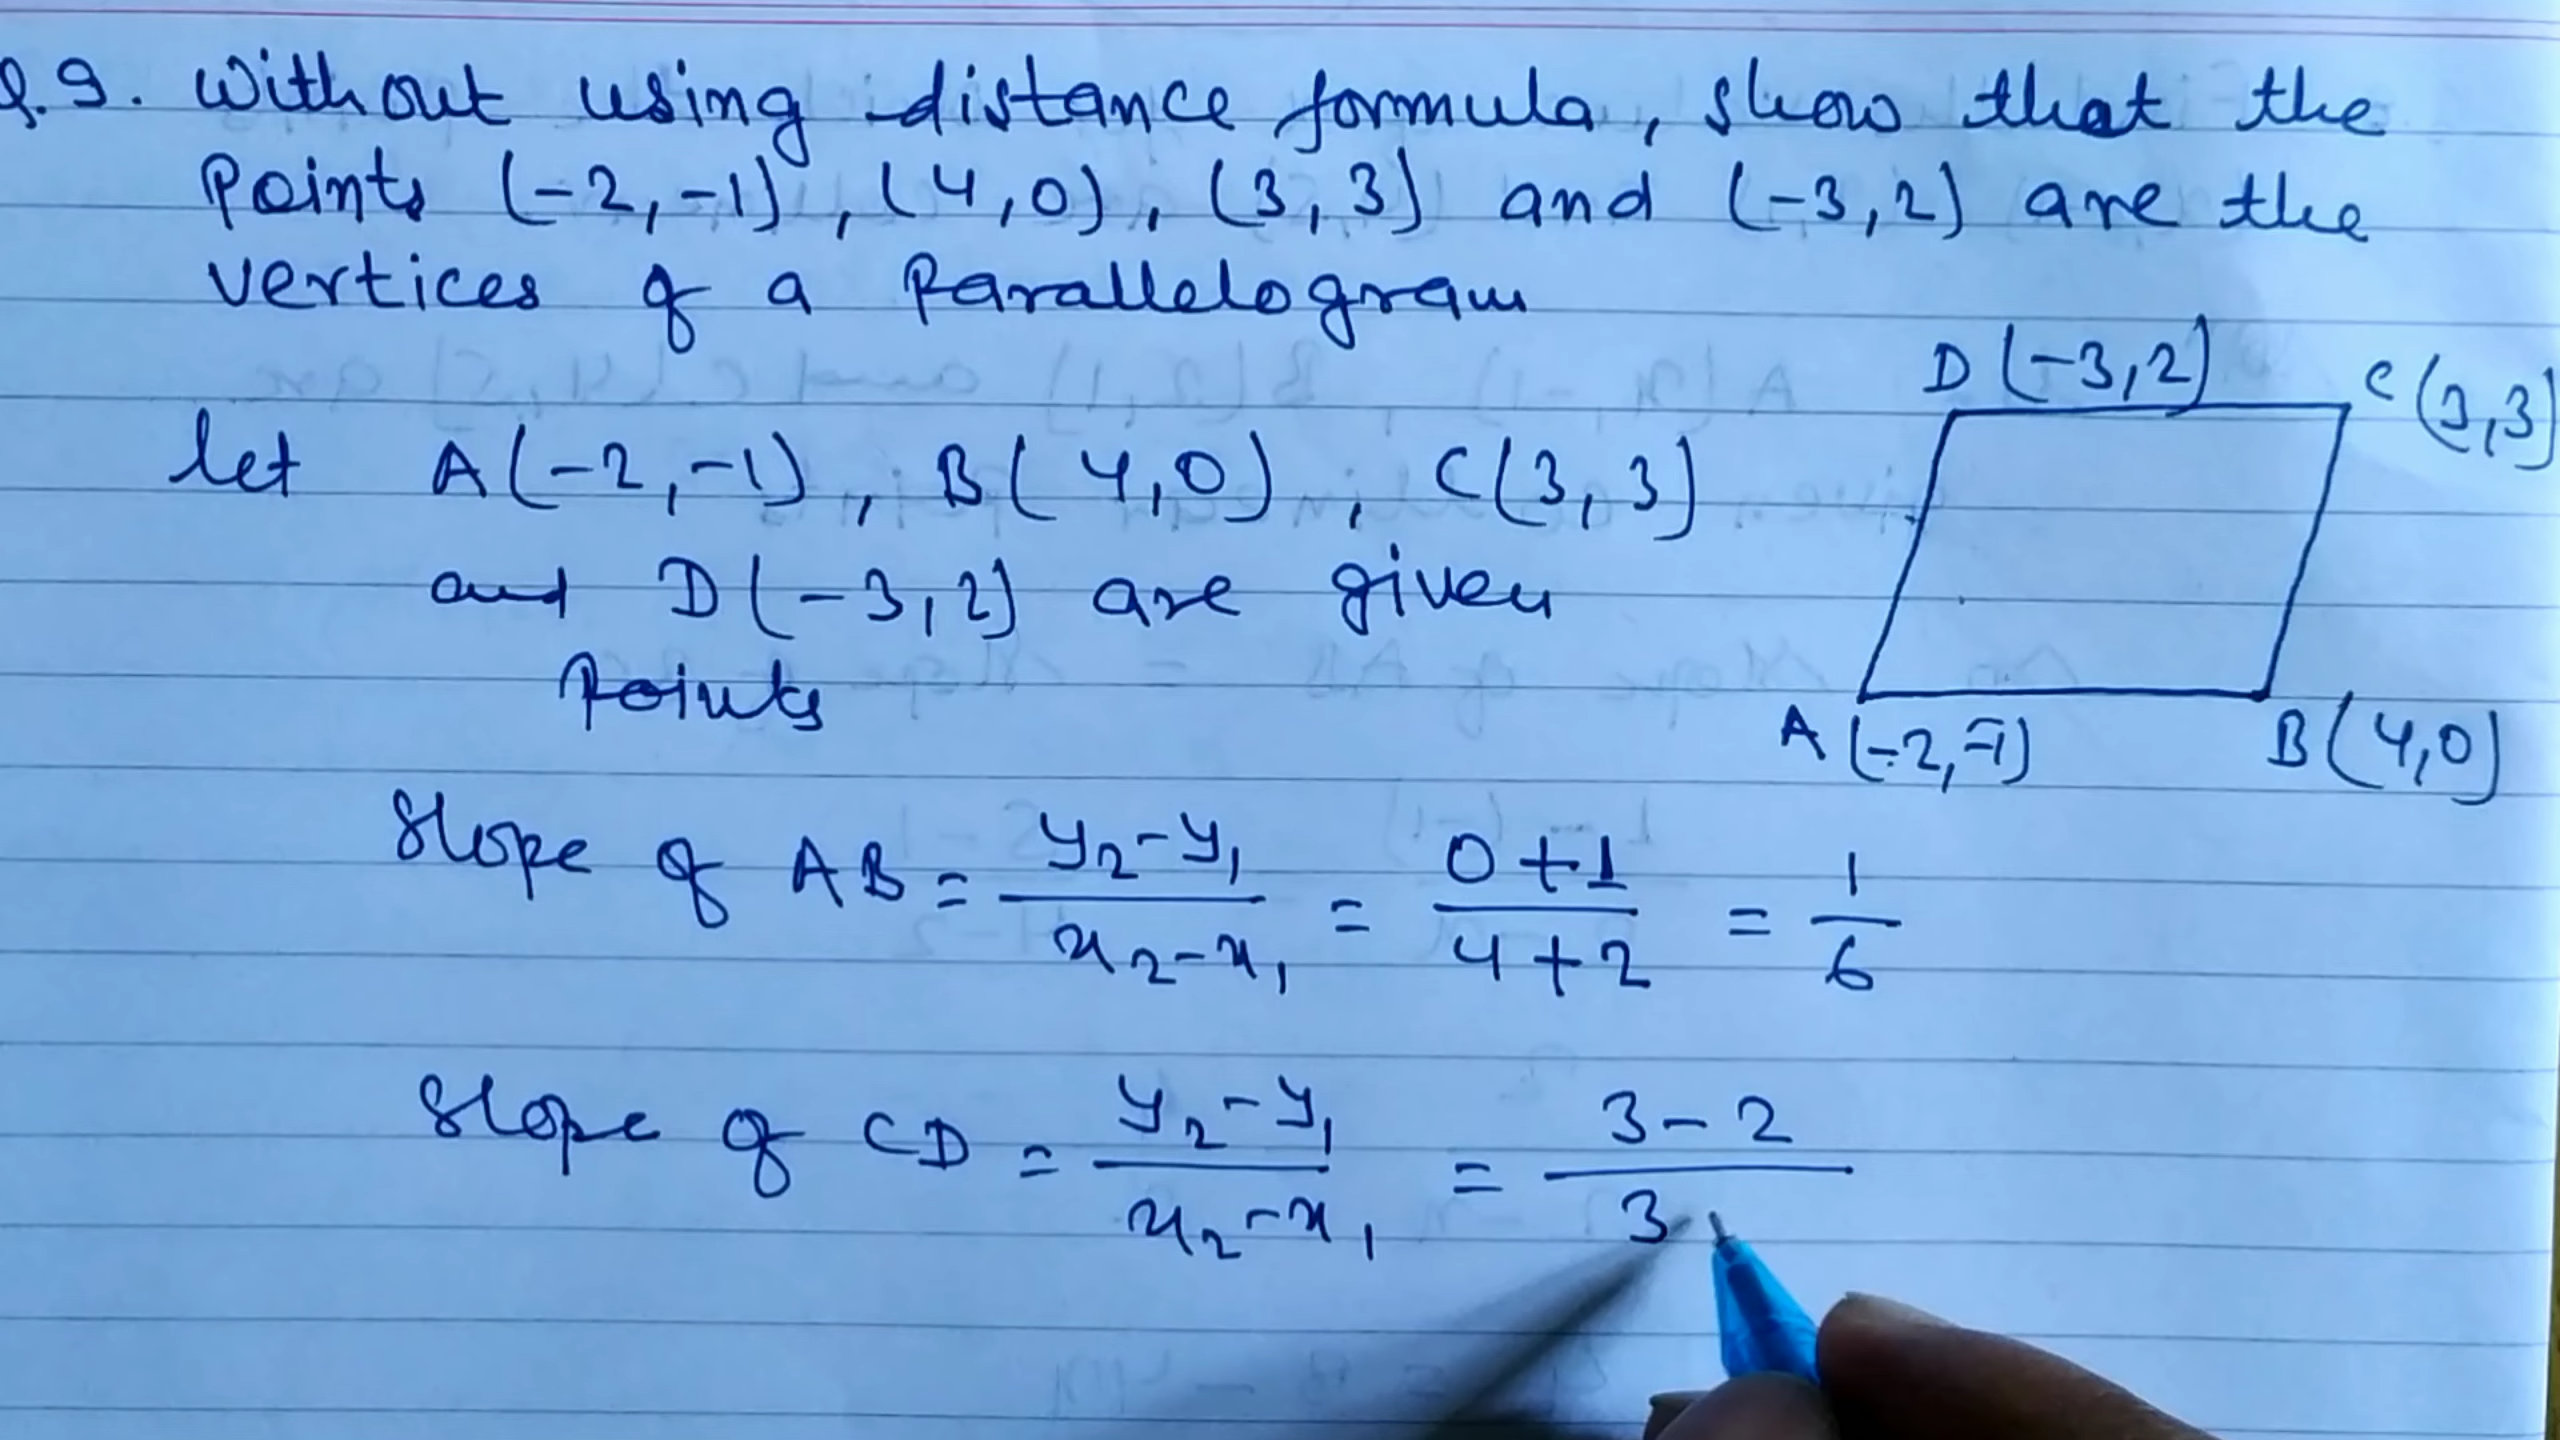 Q.9. Without using distance formula, show that the
Points (-2,-1), (4,0), (3,3) and (-3,2) are the
vertices of a Parallelogram
D(-3,2)
C(3,3)
let A(-2,-1), B(4,0), C(3,3)
and D(-3,2) are given
Points
A(-2,-1)
B(4,0)
Slope of AB = y₂-y₁/x₂-x₁ = 0+1/4+2 = 1/6
Slope of CD = y₂-y₁/x₂-x₁ = 3-2/3